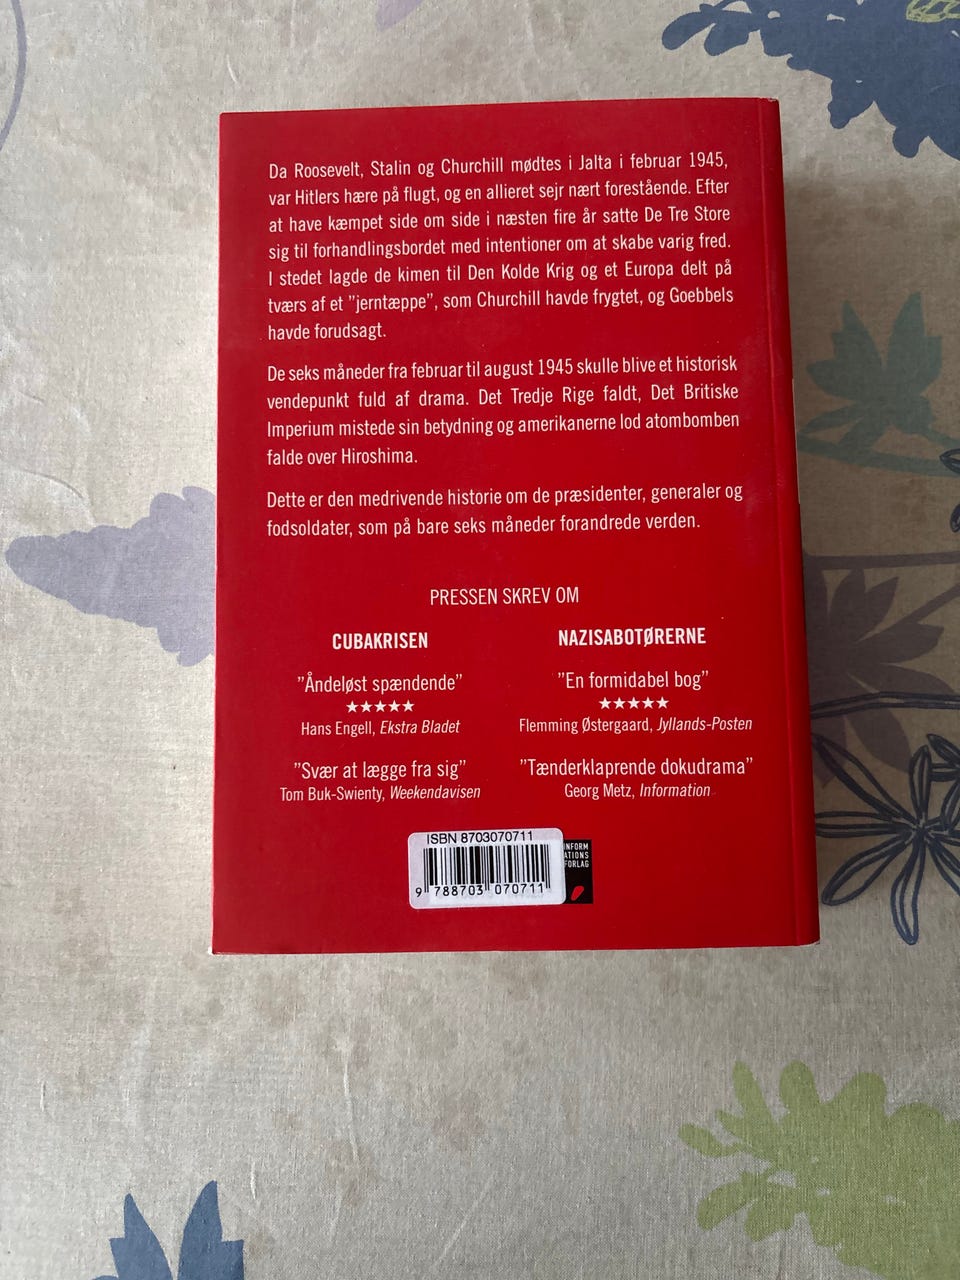 Da Roosevelt, Stalin og Churchill mødtes i Jalta i februar 1945,
var Hitlers hære på flugt, og en allieret sejr nært forestående. Efter
at have kæmpet side om side i næsten fire år satte De Tre Store
sig til forhandlingsbordet med intentioner om at skabe varig fred.
I stedet lagde de kimen til Den Kolde Krig og et Europa delt på
tværs af et ”jerntæppe”, som Churchill havde frygtet, og Goebbels
havde forudsagt.
De seks måneder fra februar til august 1945 skulle blive et historisk
vendepunkt fuld af drama. Det Tredje Rige faldt, Det Britiske
Imperium mistede sin betydning og amerikanerne lod atombomben
falde over Hiroshima.
Dette er den medrivende historie om de præsidenter, generaler og
fodsoldater, som på bare seks måneder forandrede verden.
PRESSEN SKREV OM
CUBAKRISEN
”Åndeløst spændende”
★★★★★
Hans Engell, Ekstra Bladet
”Svær at lægge fra sig”
Tom Buk-Swienty, Weekendavisen
NAZISABOTØRERNE
”En formidabel bog”
★★★★★
Flemming Østergaard, Jyllands-Posten
”Tænderklaprende dokudrama”
Georg Metz, Information
ISBN 8703070711
9 788703 070711
INFORM
ATIONS
FORLAG